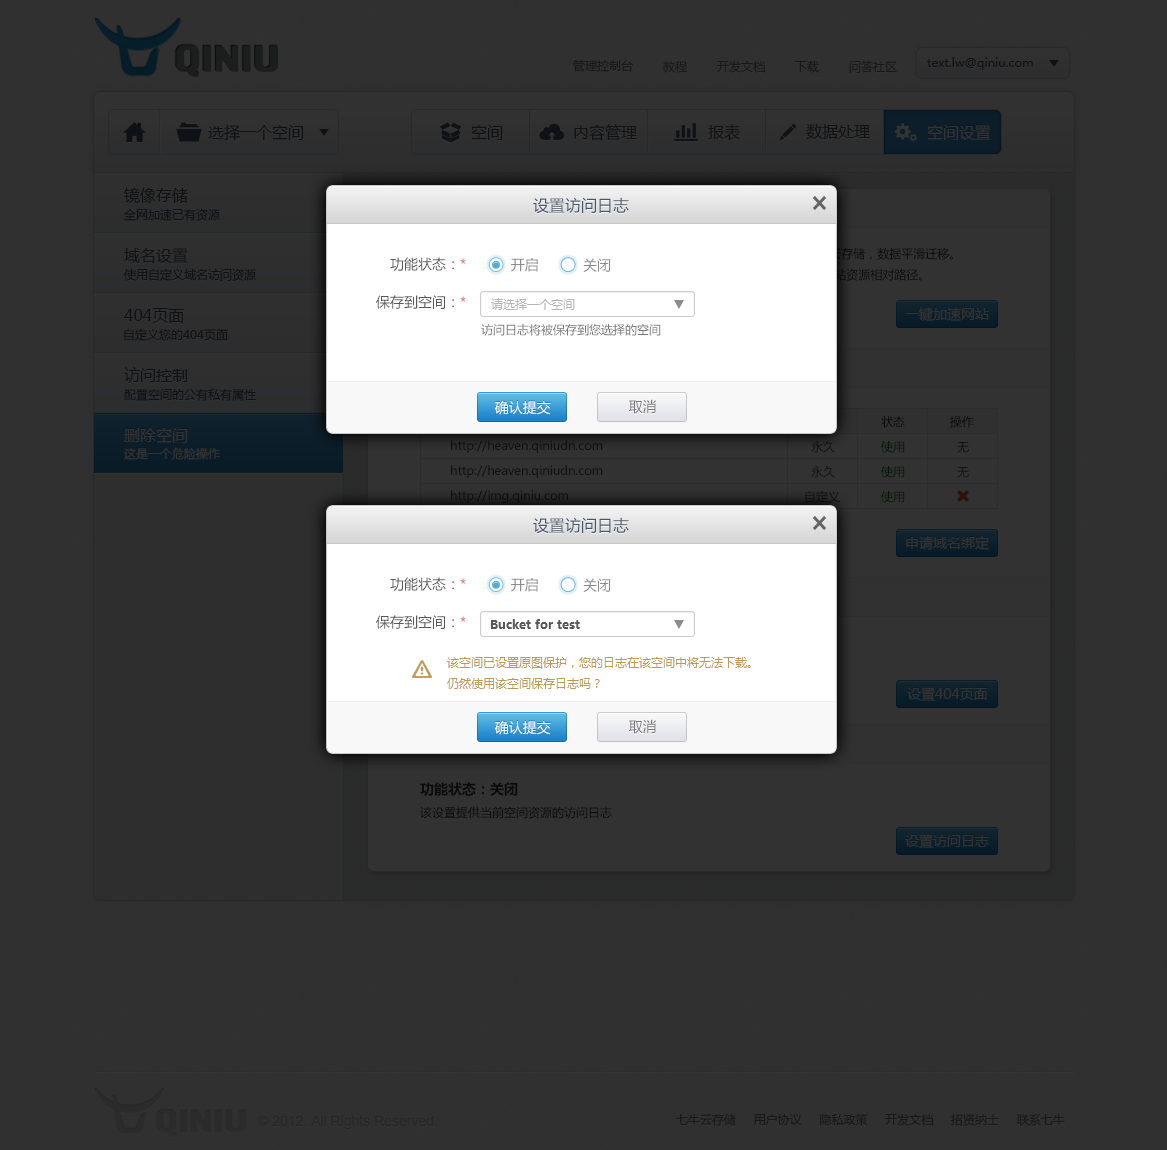 QINIU
管理控制台 教程 开发文档 下载 问答社区 text.lw@qiniu.com
选择一个空间 空间 内容管理 报表 数据处理 空间设置
镜像存储
全网加速已有资源
域名设置
使用自定义域名访问资源
404页面
自定义您的404页面
访问控制
配置空间的公有私有属性
删除空间
这是一个危险操作
设置访问日志
存储，数据平滑迁移。
站资源相对路径。
功能状态：* 开启 关闭
保存到空间：* 请选择一个空间
访问日志将被保存到您选择的空间
一键加速网站
确认提交 取消
状态 操作
http://heaven.qiniudn.com 永久 使用 无
http://heaven.qiniudn.com 永久 使用 无
http://img.qiniu.com 自定义 使用
申请域名绑定
设置访问日志
功能状态：* 开启 关闭
保存到空间：* Bucket for test
该空间已设置原图保护，您的日志在该空间中将无法下载。
仍然使用该空间保存日志吗？
设置404页面
确认提交 取消
功能状态：关闭
该设置提供当前空间资源的访问日志
设置访问日志
QINIU © 2012 All Rights Reserved.
七牛云存储 用户协议 隐私政策 开发文档 招贤纳士 联系七牛